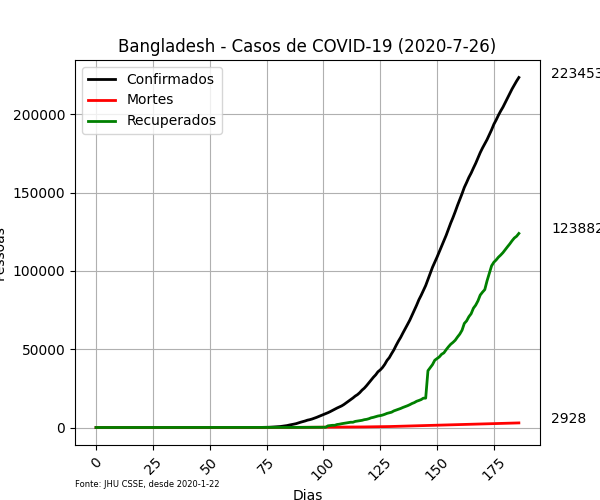 Bangladesh - Casos de COVID-19 (2020-7-26)
Confirmados
Mortes
Recuperados
223453
200000
150000
123882
100000
50000
2928
0
0 25 50 75 100 125 150 175
Fonte: JHU CSSE, desde 2020-1-22
Dias